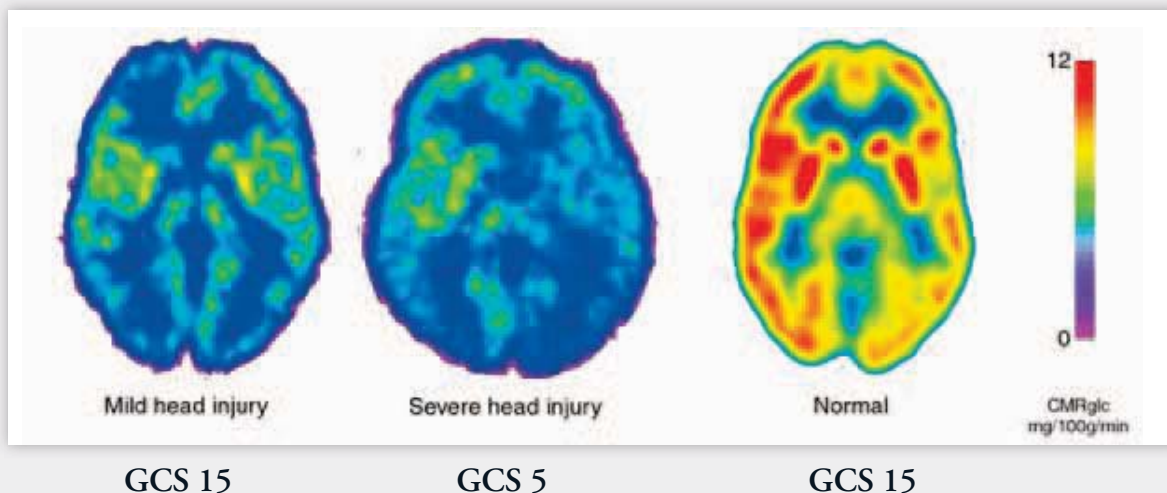 12
0
Mild head injury
Severe head injury
Normal
CMRglc
mg/100g/min
GCS 15
GCS 5
GCS 15